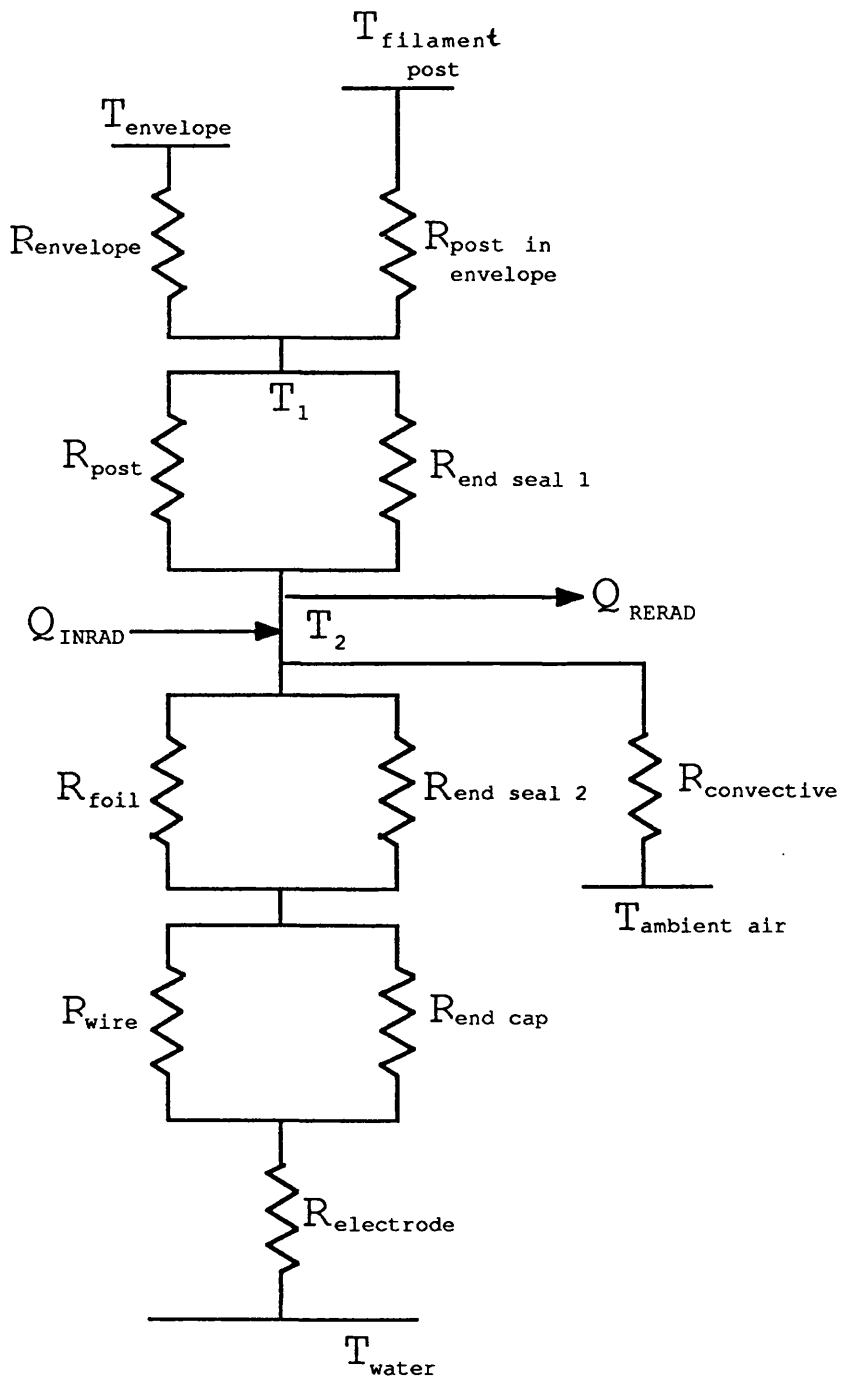 T filament
post
T envelope
R envelope
R post in
envelope
T 1
R post
R end seal 1
Q INRAD
T 2
Q RERAD
R foil
R end seal 2
R convective
T ambient air
R wire
R end cap
R electrode
T water